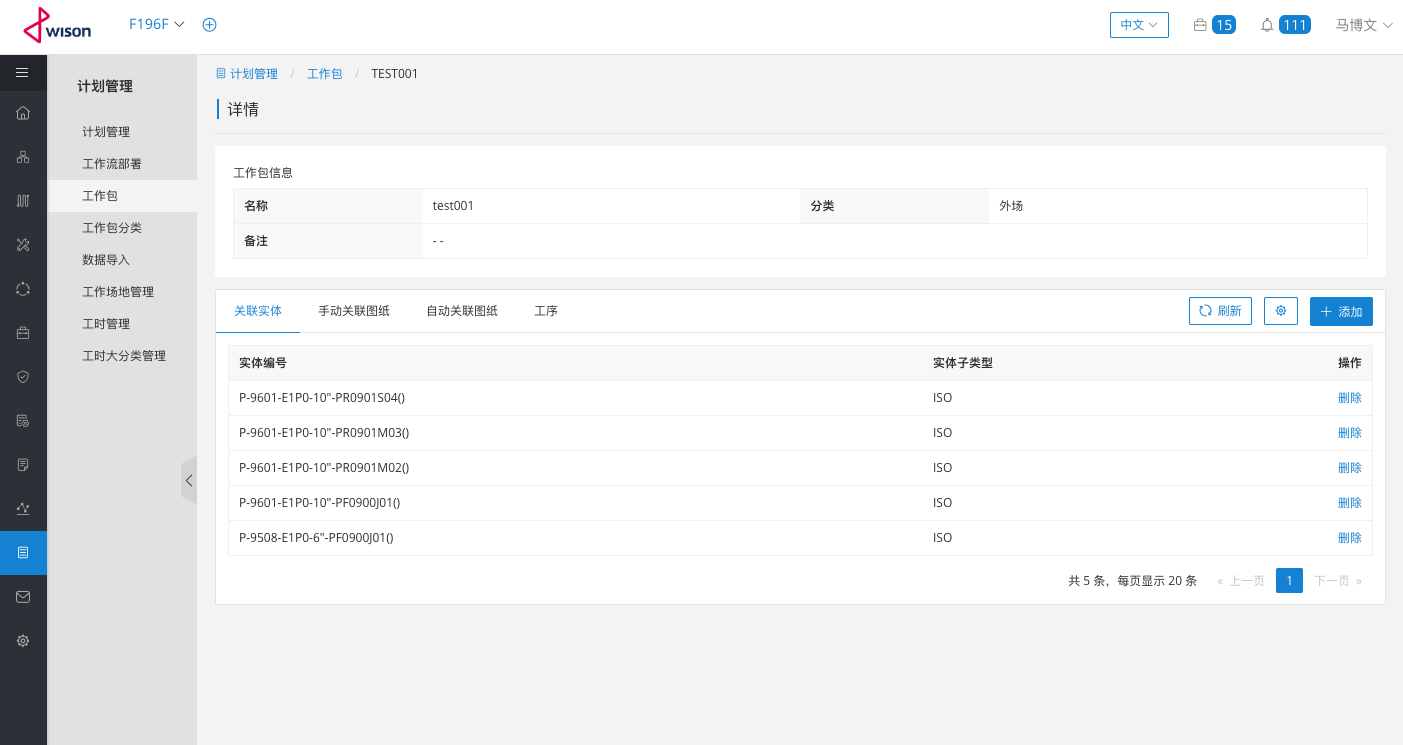 wison F196F 中文 15 111 马博文
计划管理 / 工作包 / TEST001
计划管理
计划管理
工作流部署
工作包
工作包分类
数据导入
工作场地管理
工时管理
工时大分类管理
详情
工作包信息
名称 test001 分类 外场
备注 - -
关联实体 手动关联图纸 自动关联图纸 工序 刷新 添加
实体编号 实体子类型 操作
P-9601-E1P0-10"-PR0901S04() ISO 删除
P-9601-E1P0-10"-PR0901M03() ISO 删除
P-9601-E1P0-10"-PR0901M02() ISO 删除
P-9601-E1P0-10"-PF0900J01() ISO 删除
P-9508-E1P0-6"-PF0900J01() ISO 删除
共 5 条，每页显示 20 条 « 上一页 1 下一页 »